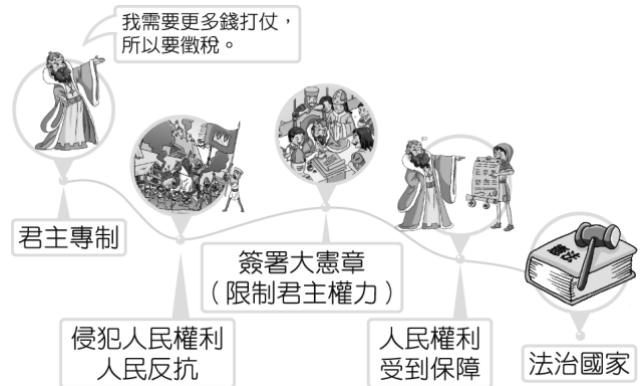 我需要更多錢打仗，
所以要徵稅。
君主專制
侵犯人民權利
人民反抗
簽署大憲章
（限制君主權力）
人民權利
受到保障
憲法
法治國家